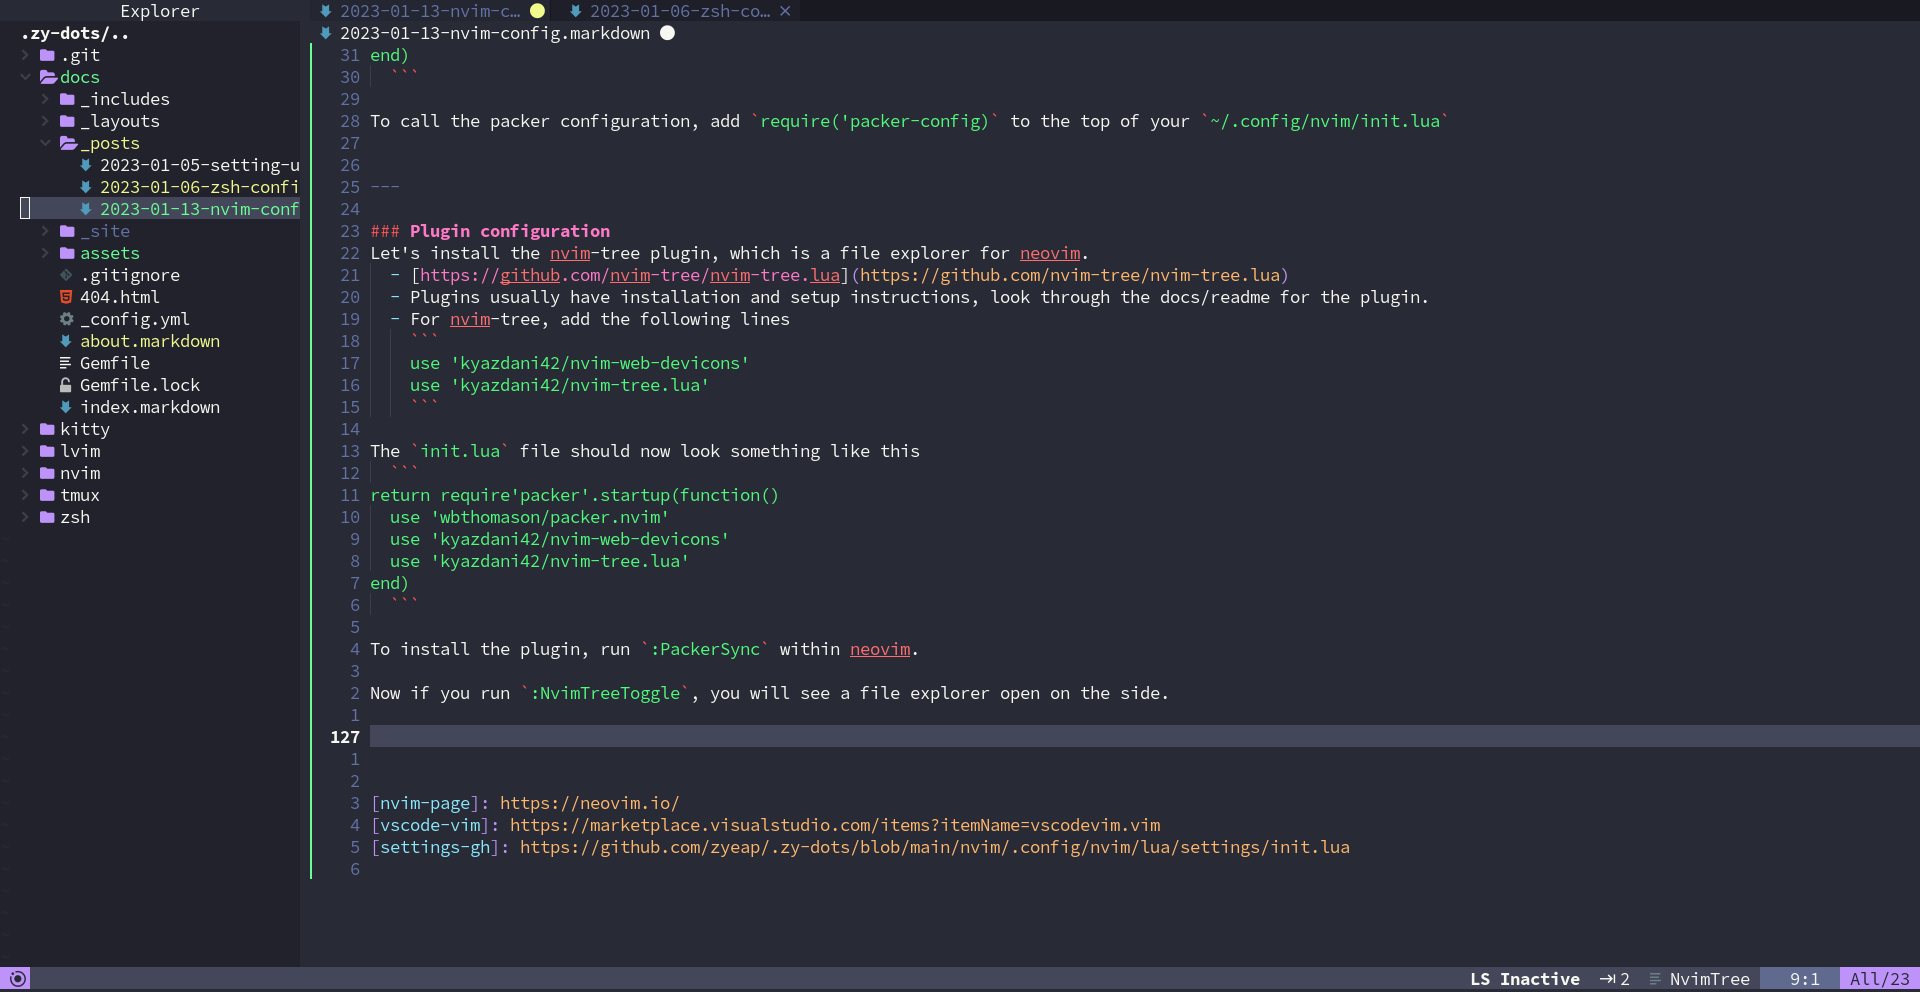 Explorer
.zy-dots/..
.git
docs
_includes
_layouts
_posts
2023-01-05-setting-u
2023-01-06-zsh-confi
2023-01-13-nvim-conf
_site
assets
.gitignore
404.html
_config.yml
about.markdown
Gemfile
Gemfile.lock
index.markdown
kitty
lvim
nvim
tmux
zsh
2023-01-13-nvim-c… 2023-01-06-zsh-co… ×
2023-01-13-nvim-config.markdown
31 end)
30 ```
29
28 To call the packer configuration, add `require('packer-config)` to the top of your `~/.config/nvim/init.lua`
27
26
25 ---
24
23 ### Plugin configuration
22 Let's install the nvim-tree plugin, which is a file explorer for neovim.
21 - [https://github.com/nvim-tree/nvim-tree.lua](https://github.com/nvim-tree/nvim-tree.lua)
20 - Plugins usually have installation and setup instructions, look through the docs/readme for the plugin.
19 - For nvim-tree, add the following lines
18 ```
17 use 'kyazdani42/nvim-web-devicons'
16 use 'kyazdani42/nvim-tree.lua'
15 ```
14
13 The `init.lua` file should now look something like this
12 ```
11 return require'packer'.startup(function()
10 use 'wbthomason/packer.nvim'
9 use 'kyazdani42/nvim-web-devicons'
8 use 'kyazdani42/nvim-tree.lua'
7 end)
6 ```
5
4 To install the plugin, run `:PackerSync` within neovim.
3
2 Now if you run `:NvimTreeToggle`, you will see a file explorer open on the side.
1
127
1
2
3 [nvim-page]: https://neovim.io/
4 [vscode-vim]: https://marketplace.visualstudio.com/items?itemName=vscodevim.vim
5 [settings-gh]: https://github.com/zyeap/.zy-dots/blob/main/nvim/.config/nvim/lua/settings/init.lua
6
LS Inactive 2 NvimTree 9:1 All/23